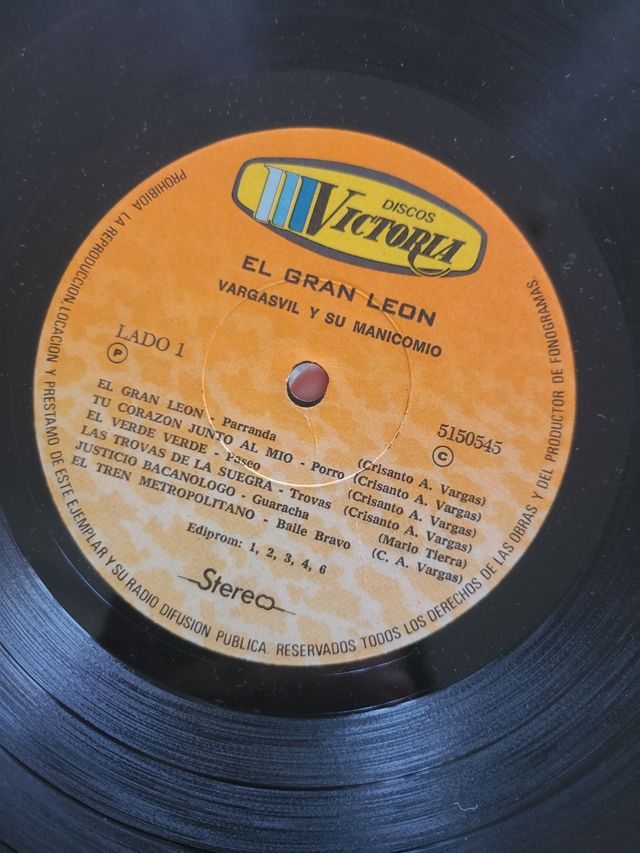 DISCOS
VICTORIA
EL GRAN LEON
VARGASVIL Y SU MANICOMIO
LADO 1
P
5150545
C
EL GRAN LEON - Parranda (Crisanto A. Vargas)
TU CORAZON JUNTO AL MIO - Porro (Crisanto A. Vargas)
EL VERDE VERDE - Paseo (Crisanto A. Vargas)
LAS TROVAS DE LA SUEGRA - Trovas (Crisanto A. Vargas)
JUSTICIO BACANOLOGO - Guaracha (Mario Tierra)
EL TREN METROPOLITANO - Baile Bravo (C. A. Vargas)
Ediprom: 1, 2, 3, 4, 6
Stereo
PROHIBIDA LA REPRODUCCION LOCACION Y PRESTAMO DE ESTE EJEMPLAR Y SU RADIO DIFUSION PUBLICA. RESERVADOS TODOS LOS DERECHOS DE LAS OBRAS Y DEL PRODUCTOR DE FONOGRAMAS.